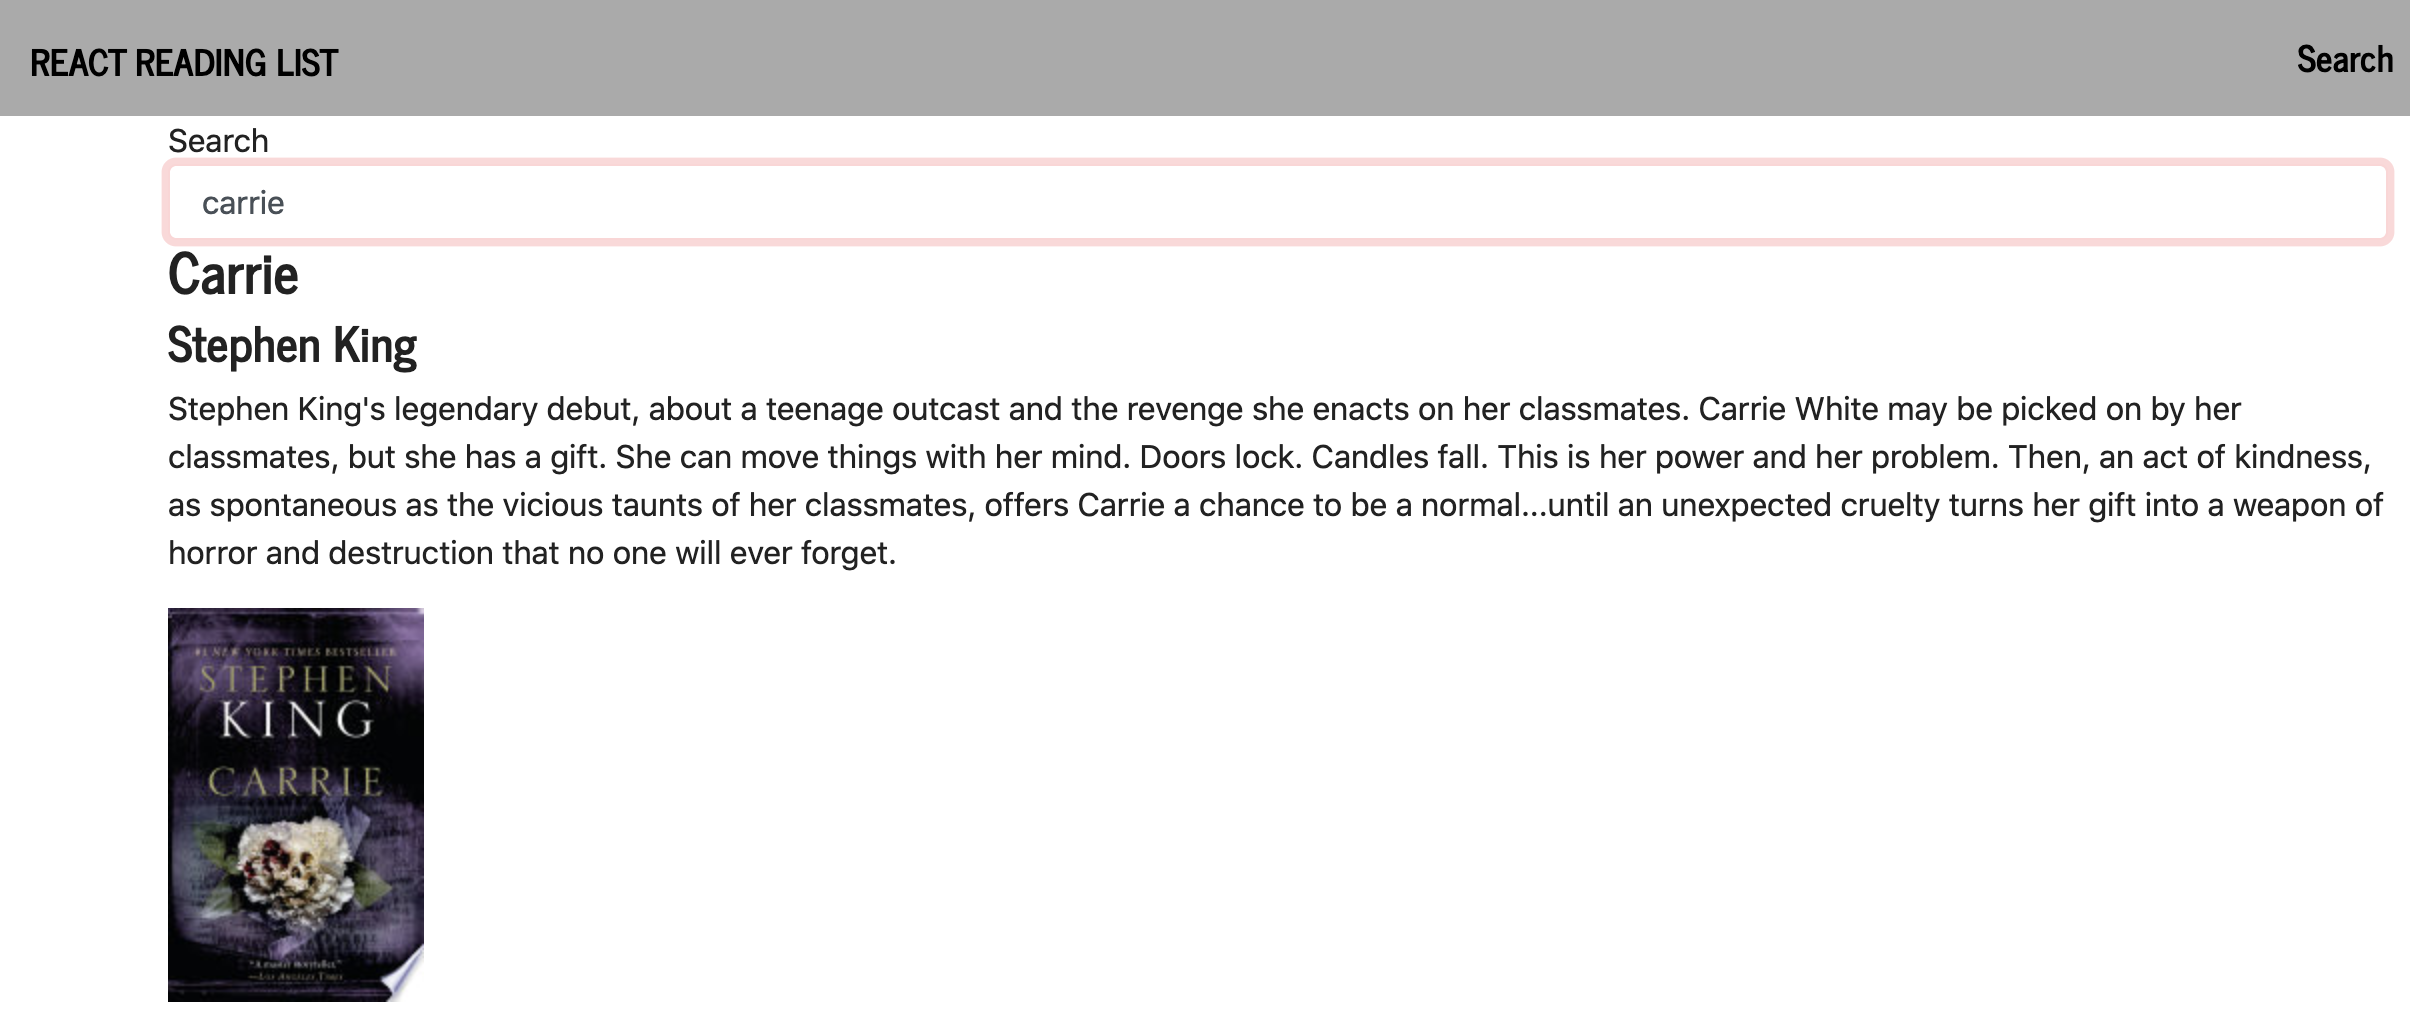 REACT READING LIST
Search
Search
carrie
Carrie
Stephen King
Stephen King's legendary debut, about a teenage outcast and the revenge she enacts on her classmates. Carrie White may be picked on by her
classmates, but she has a gift. She can move things with her mind. Doors lock. Candles fall. This is her power and her problem. Then, an act of kindness,
as spontaneous as the vicious taunts of her classmates, offers Carrie a chance to be a normal...until an unexpected cruelty turns her gift into a weapon of
horror and destruction that no one will ever forget.
#1 NEW YORK TIMES BESTSELLER
STEPHEN
KING
CARRIE
"A master storyteller."
—Los Angeles Times